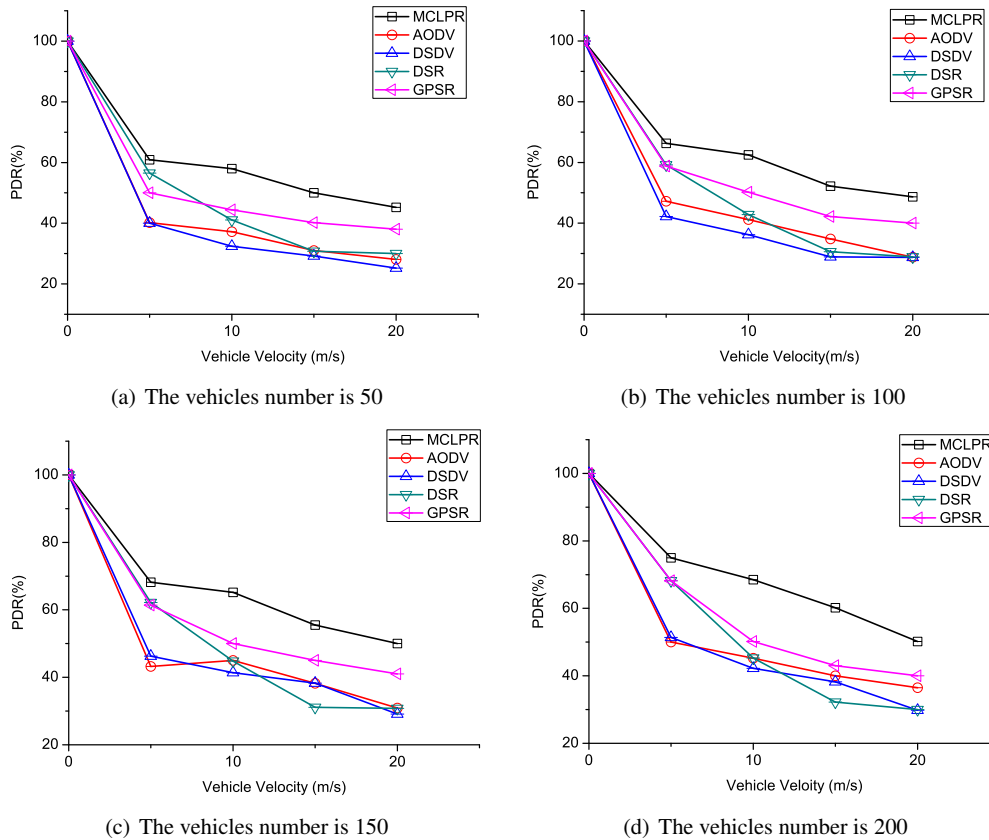 MCLPR
AODV
DSDV
DSR
GPSR
100
80
60
40
20
PDR(%)
0
10
20
Vehicle Velocity (m/s)
(a) The vehicles number is 50
MCLPR
AODV
DSDV
DSR
GPSR
100
80
60
40
20
PDR(%)
0
10
20
Vehicle Velocity(m/s)
(b) The vehicles number is 100
MCLPR
AODV
DSDV
DSR
GPSR
100
80
60
40
20
PDR(%)
0
10
20
Vehicle Velocity (m/s)
(c) The vehicles number is 150
MCLPR
AODV
DSDV
DSR
GPSR
100
80
60
40
20
PDR(%)
0
10
20
Vehicle Veloity (m/s)
(d) The vehicles number is 200